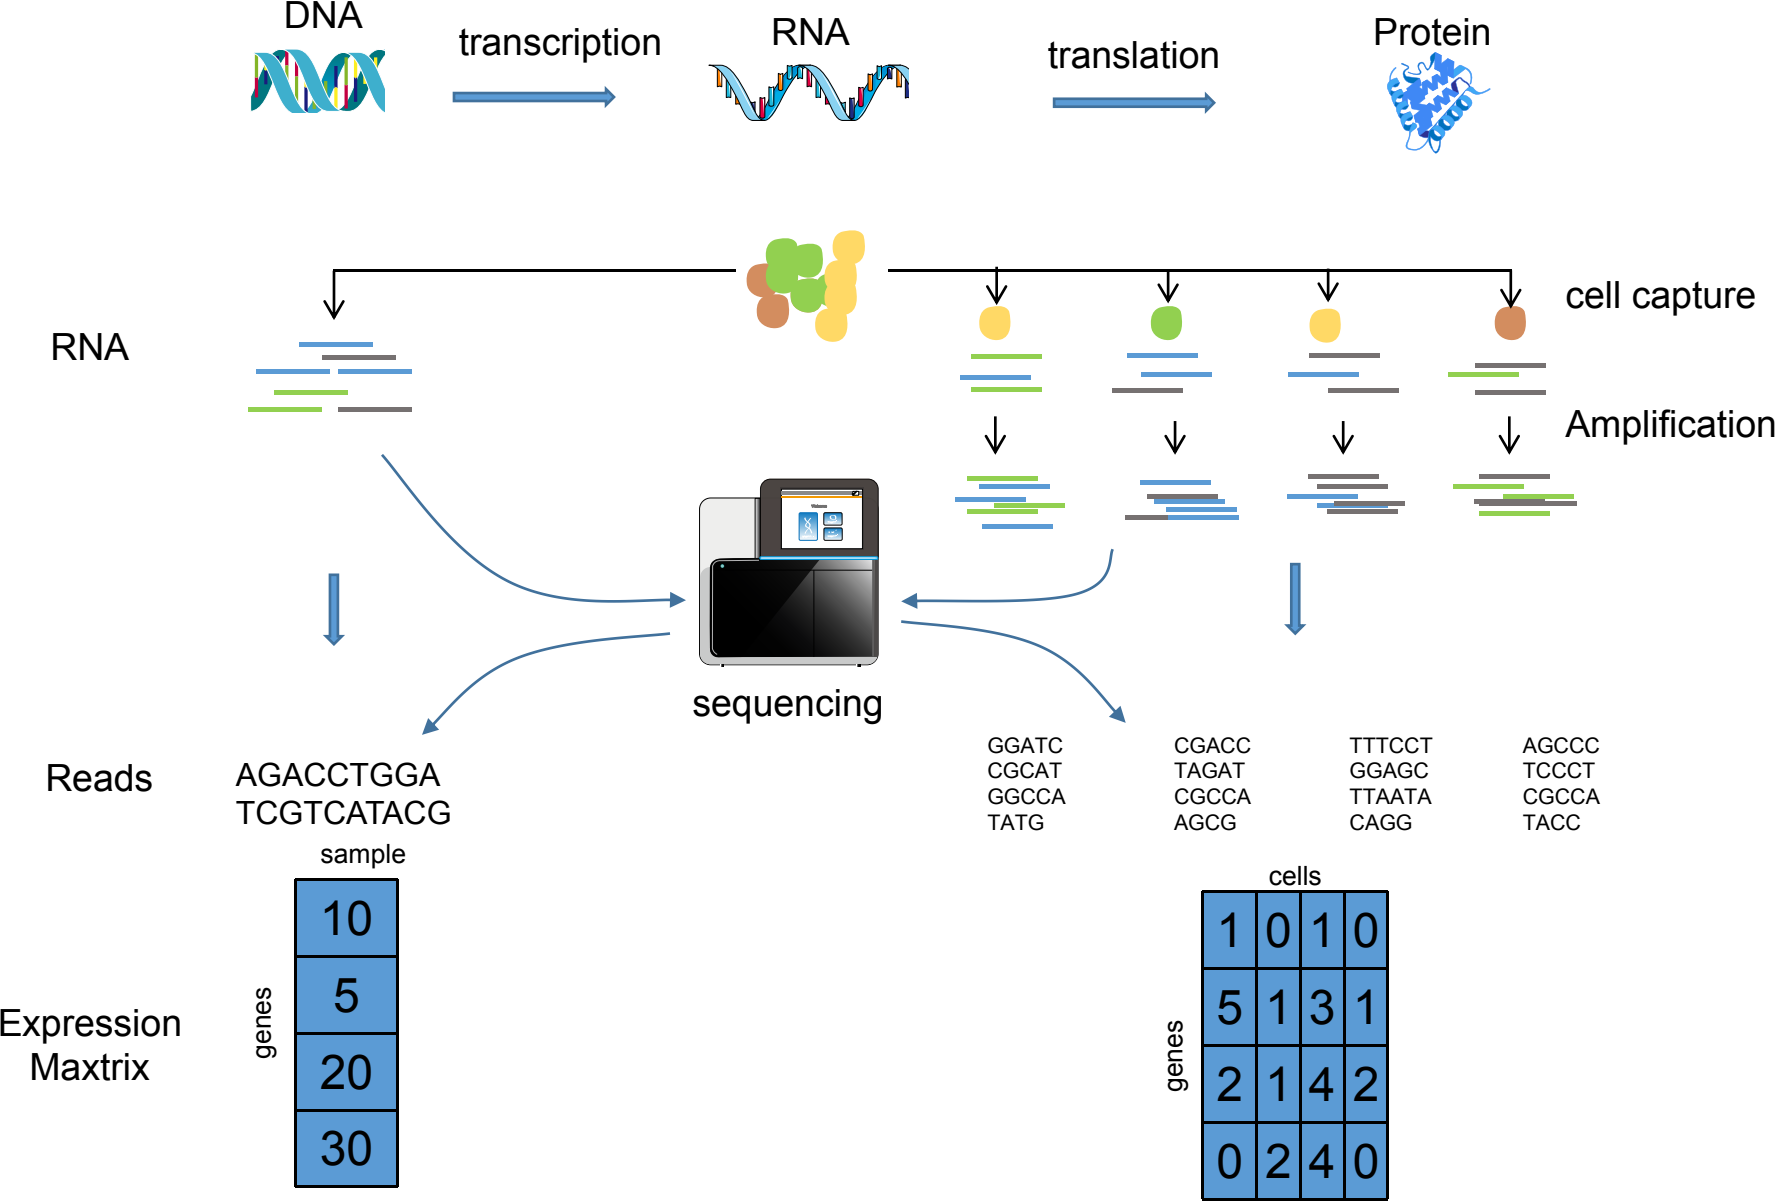 DNA
transcription
RNA
translation
Protein
cell capture
RNA
Amplification
Welcome
sequencing
Reads
AGACCTGGA
TCGTCATACG
GGATC
CGCAT
GGCCA
TATG
CGACC
TAGAT
CGCCA
AGCG
TTTCCT
GGAGC
TTAATA
CAGG
AGCCC
TCCCT
CGCCA
TACC
sample
cells
Expression
Maxtrix
genes
10
5
20
30
genes
1 0 1 0
5 1 3 1
2 1 4 2
0 2 4 0